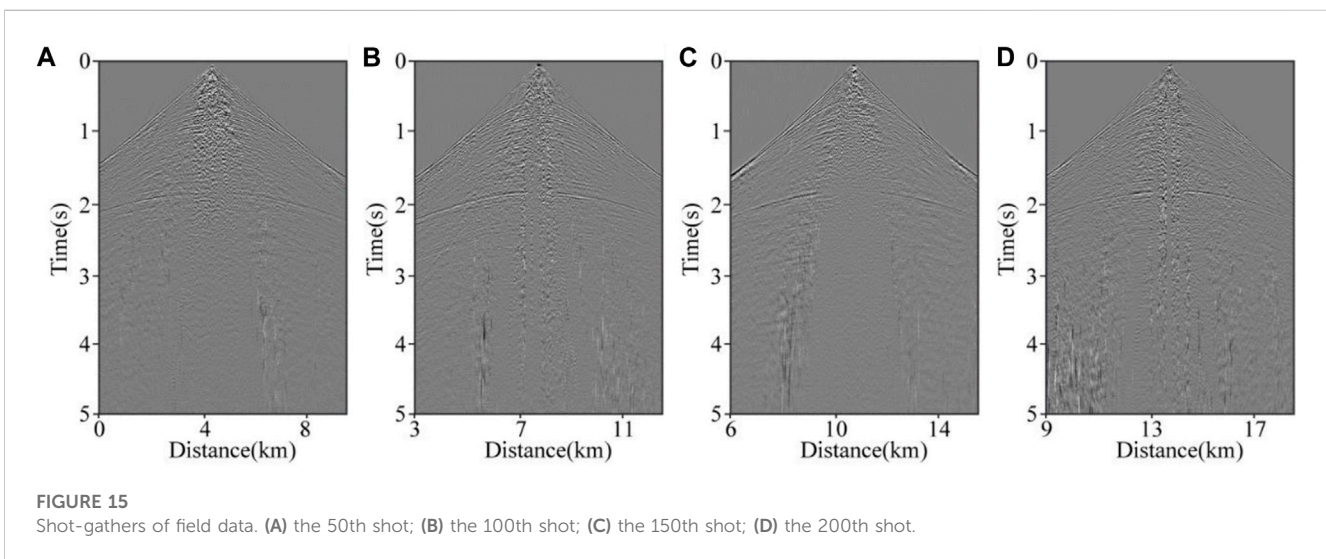 A
0
1
2
3
4
5
Time(s)
0 4 8
Distance(km)
B
0
1
2
3
4
5
Time(s)
3 7 11
Distance(km)
C
0
1
2
3
4
5
Time(s)
6 10 14
Distance(km)
D
0
1
2
3
4
5
Time(s)
9 13 17
Distance(km)
FIGURE 15
Shot-gathers of field data. (A) the 50th shot; (B) the 100th shot; (C) the 150th shot; (D) the 200th shot.